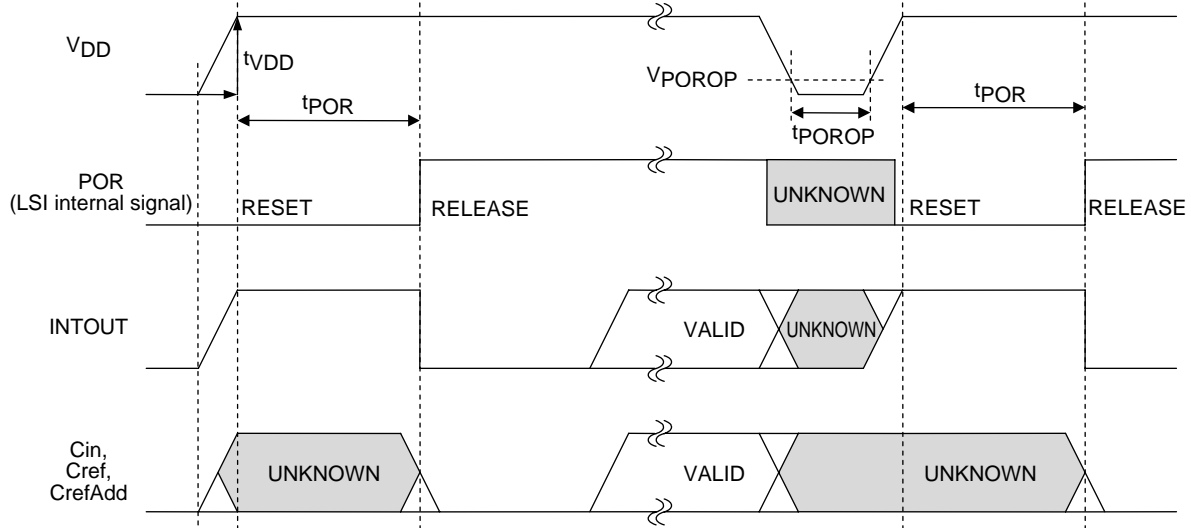 VDD
tVDD
tPOR
VPOROP
tPOROP
tPOR
POR
(LSI internal signal)
RESET
RELEASE
UNKNOWN
RESET
RELEASE
INTOUT
VALID
UNKNOWN
Cin,
Cref,
CrefAdd
UNKNOWN
VALID
UNKNOWN